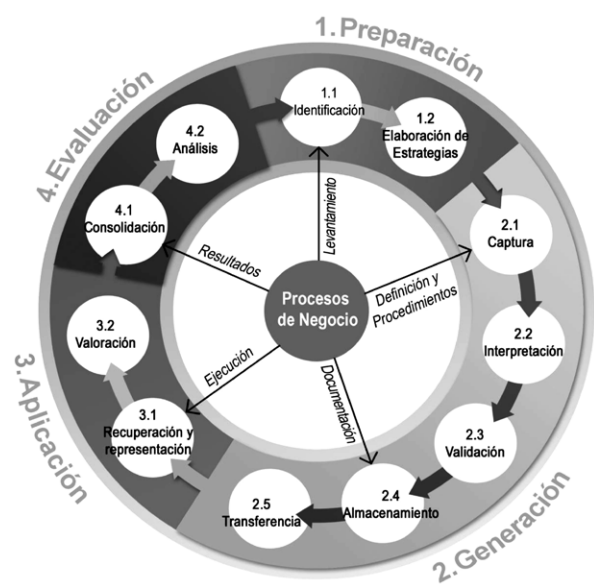 1.Preparación
1.1
Identificación
1.2
Elaboración de
Estrategias
2.Generación
2.1
Captura
2.2
Interpretación
2.3
Validación
2.4
Almacenamiento
2.5
Transferencia
3.Aplicación
3.1
Recuperación y
representación
3.2
Valoración
4.Evaluación
4.1
Consolidación
4.2
Análisis
Procesos
de Negocio
Levantamiento
Definición y
Procedimientos
Documentación
Ejecución
Resultados